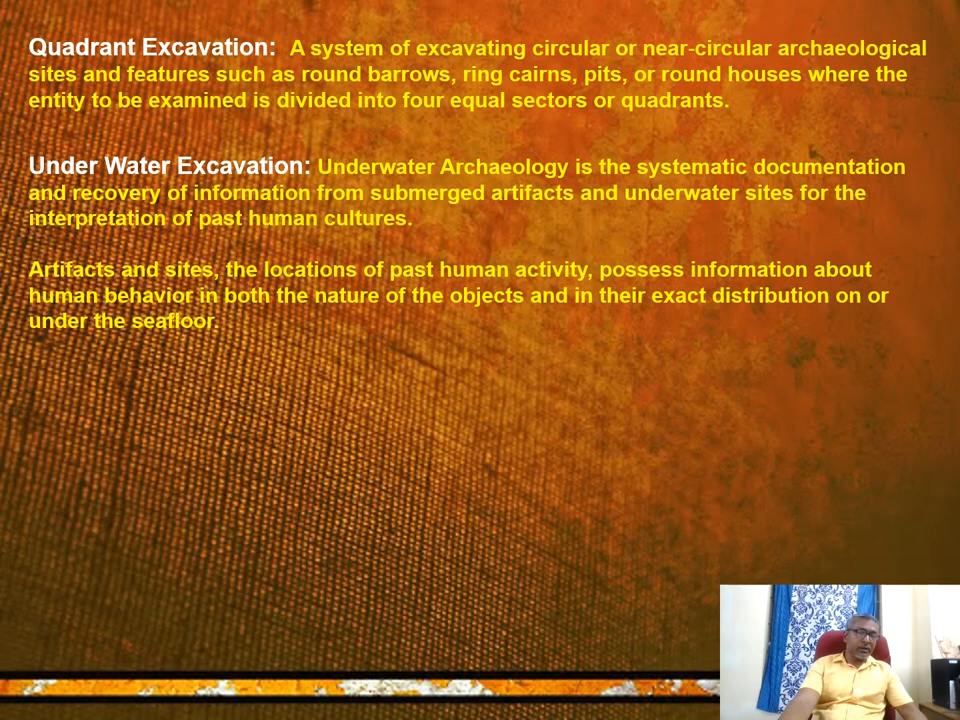 Quadrant Excavation: A system of excavating circular or near-circular archaeological
sites and features such as round barrows, ring cairns, pits, or round houses where the
entity to be examined is divided into four equal sectors or quadrants.
Under Water Excavation: Underwater Archaeology is the systematic documentation
and recovery of information from submerged artifacts and underwater sites for the
interpretation of past human cultures.
Artifacts and sites, the locations of past human activity, possess information about
human behavior in both the nature of the objects and in their exact distribution on or
under the seafloor.